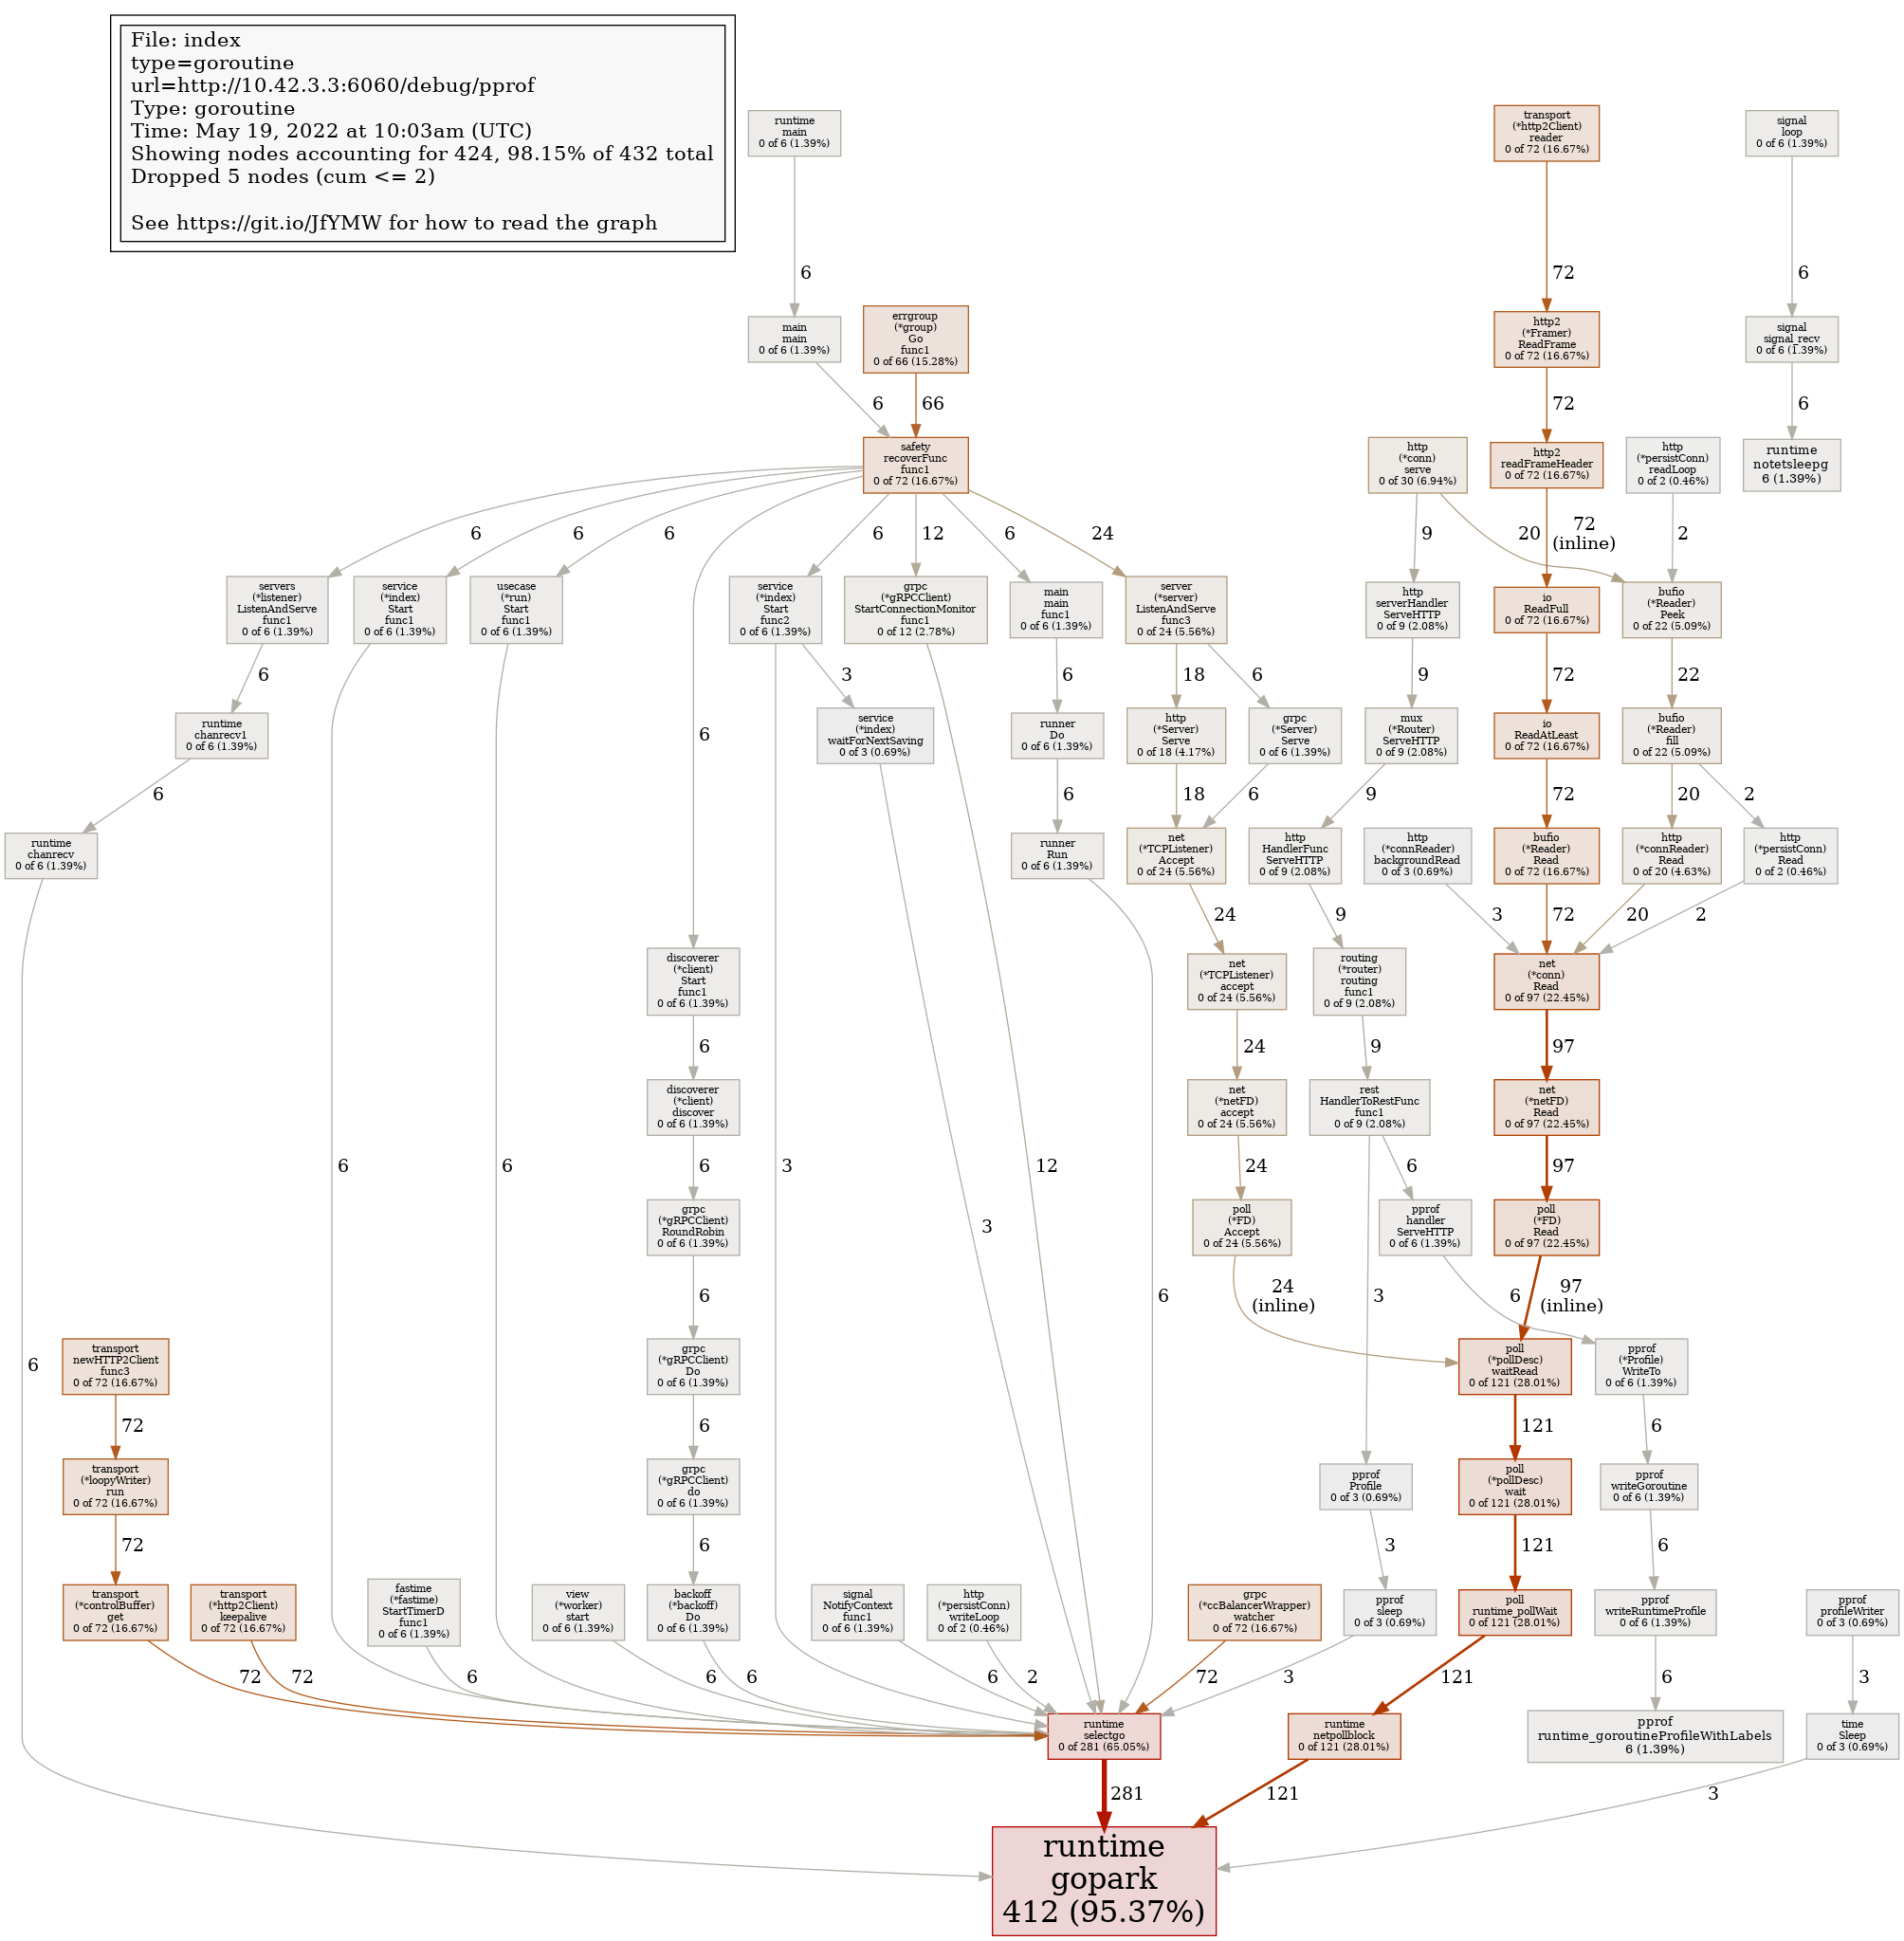 File: index
type=goroutine
url=http://10.42.3.3:6060/debug/pprof
Type: goroutine
Time: May 19, 2022 at 10:03am (UTC)
Showing nodes accounting for 424, 98.15% of 432 total
Dropped 5 nodes (cum <= 2)
See https://git.io/JfYMW for how to read the graph
runtime
main
0 of 6 (1.39%)
transport
(*http2Client)
reader
0 of 72 (16.67%)
signal
loop
0 of 6 (1.39%)
6
72
6
main
main
0 of 6 (1.39%)
errgroup
(*group)
Go
func1
0 of 66 (15.28%)
http2
(*Framer)
ReadFrame
0 of 72 (16.67%)
signal
signal_recv
0 of 6 (1.39%)
6
66
72
6
safety
recoverFunc
func1
0 of 72 (16.67%)
http
(*conn)
serve
0 of 30 (6.94%)
http2
readFrameHeader
0 of 72 (16.67%)
http
(*persistConn)
readLoop
0 of 2 (0.46%)
runtime
notetsleepg
6 (1.39%)
6
6
6
6
12
6
24
9
20
72
(inline)
2
servers
(*listener)
ListenAndServe
func1
0 of 6 (1.39%)
service
(*index)
Start
func1
0 of 6 (1.39%)
usecase
(*run)
Start
func1
0 of 6 (1.39%)
service
(*index)
Start
func2
0 of 6 (1.39%)
grpc
(*gRPCClient)
StartConnectionMonitor
func1
0 of 12 (2.78%)
main
main
func1
0 of 6 (1.39%)
server
(*server)
ListenAndServe
func3
0 of 24 (5.56%)
http
serverHandler
ServeHTTP
0 of 9 (2.08%)
io
ReadFull
0 of 72 (16.67%)
bufio
(*Reader)
Peek
0 of 22 (5.09%)
6
3
6
18
6
9
72
22
runtime
chanrecv1
0 of 6 (1.39%)
6
service
(*index)
waitForNextSaving
0 of 3 (0.69%)
runner
Do
0 of 6 (1.39%)
http
(*Server)
Serve
0 of 18 (4.17%)
grpc
(*Server)
Serve
0 of 6 (1.39%)
mux
(*Router)
ServeHTTP
0 of 9 (2.08%)
io
ReadAtLeast
0 of 72 (16.67%)
bufio
(*Reader)
fill
0 of 22 (5.09%)
6
6
18
6
9
72
20
2
runtime
chanrecv
0 of 6 (1.39%)
runner
Run
0 of 6 (1.39%)
net
(*TCPListener)
Accept
0 of 24 (5.56%)
http
HandlerFunc
ServeHTTP
0 of 9 (2.08%)
http
(*connReader)
backgroundRead
0 of 3 (0.69%)
bufio
(*Reader)
Read
0 of 72 (16.67%)
http
(*connReader)
Read
0 of 20 (4.63%)
http
(*persistConn)
Read
0 of 2 (0.46%)
24
9
3
72
20
2
discoverer
(*client)
Start
func1
0 of 6 (1.39%)
net
(*TCPListener)
accept
0 of 24 (5.56%)
routing
(*router)
routing
func1
0 of 9 (2.08%)
net
(*conn)
Read
0 of 97 (22.45%)
6
24
9
97
discoverer
(*client)
discover
0 of 6 (1.39%)
net
(*netFD)
accept
0 of 24 (5.56%)
rest
HandlerToRestFunc
func1
0 of 9 (2.08%)
net
(*netFD)
Read
0 of 97 (22.45%)
6
6
6
3
12
3
24
6
97
grpc
(*gRPCClient)
RoundRobin
0 of 6 (1.39%)
poll
(*FD)
Accept
0 of 24 (5.56%)
pprof
handler
ServeHTTP
0 of 6 (1.39%)
poll
(*FD)
Read
0 of 97 (22.45%)
6
6
24
(inline)
3
6
97
(inline)
6
transport
newHTTP2Client
func3
0 of 72 (16.67%)
grpc
(*gRPCClient)
Do
0 of 6 (1.39%)
poll
(*pollDesc)
waitRead
0 of 121 (28.01%)
pprof
(*Profile)
WriteTo
0 of 6 (1.39%)
72
6
121
6
transport
(*loopyWriter)
run
0 of 72 (16.67%)
grpc
(*gRPCClient)
do
0 of 6 (1.39%)
pprof
Profile
0 of 3 (0.69%)
poll
(*pollDesc)
wait
0 of 121 (28.01%)
pprof
writeGoroutine
0 of 6 (1.39%)
72
6
3
121
6
transport
(*controlBuffer)
get
0 of 72 (16.67%)
transport
(*http2Client)
keepalive
0 of 72 (16.67%)
fastime
(*fastime)
StartTimerD
func1
0 of 6 (1.39%)
view
(*worker)
start
0 of 6 (1.39%)
backoff
(*backoff)
Do
0 of 6 (1.39%)
signal
NotifyContext
func1
0 of 6 (1.39%)
http
(*persistConn)
writeLoop
0 of 2 (0.46%)
grpc
(*ccBalancerWrapper)
watcher
0 of 72 (16.67%)
pprof
sleep
0 of 3 (0.69%)
poll
runtime_pollWait
0 of 121 (28.01%)
pprof
writeRuntimeProfile
0 of 6 (1.39%)
pprof
profileWriter
0 of 3 (0.69%)
72
72
6
6
6
6
2
72
3
121
6
3
runtime
selectgo
0 of 281 (65.05%)
runtime
netpollblock
0 of 121 (28.01%)
pprof
runtime_goroutineProfileWithLabels
6 (1.39%)
time
Sleep
0 of 3 (0.69%)
281
121
3
runtime
gopark
412 (95.37%)